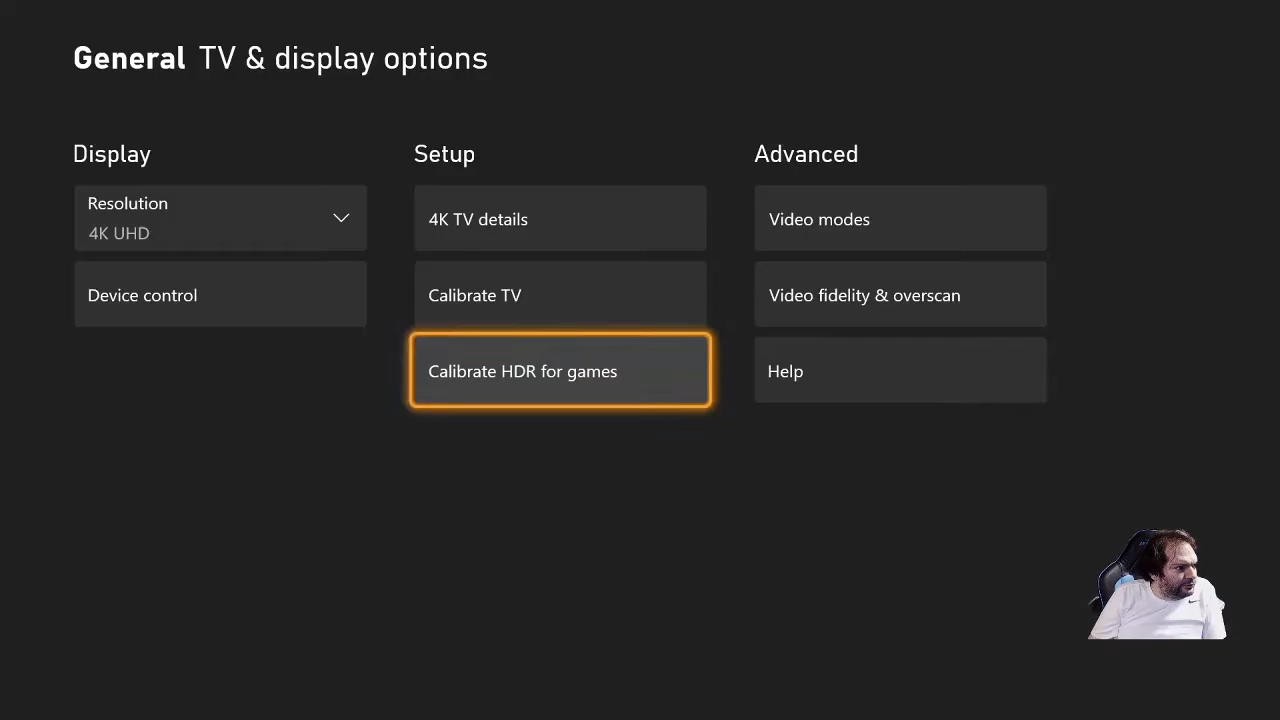 General TV & display options
Display
Resolution
4K UHD
Device control
Setup
4K TV details
Calibrate TV
Calibrate HDR for games
Advanced
Video modes
Video fidelity & overscan
Help